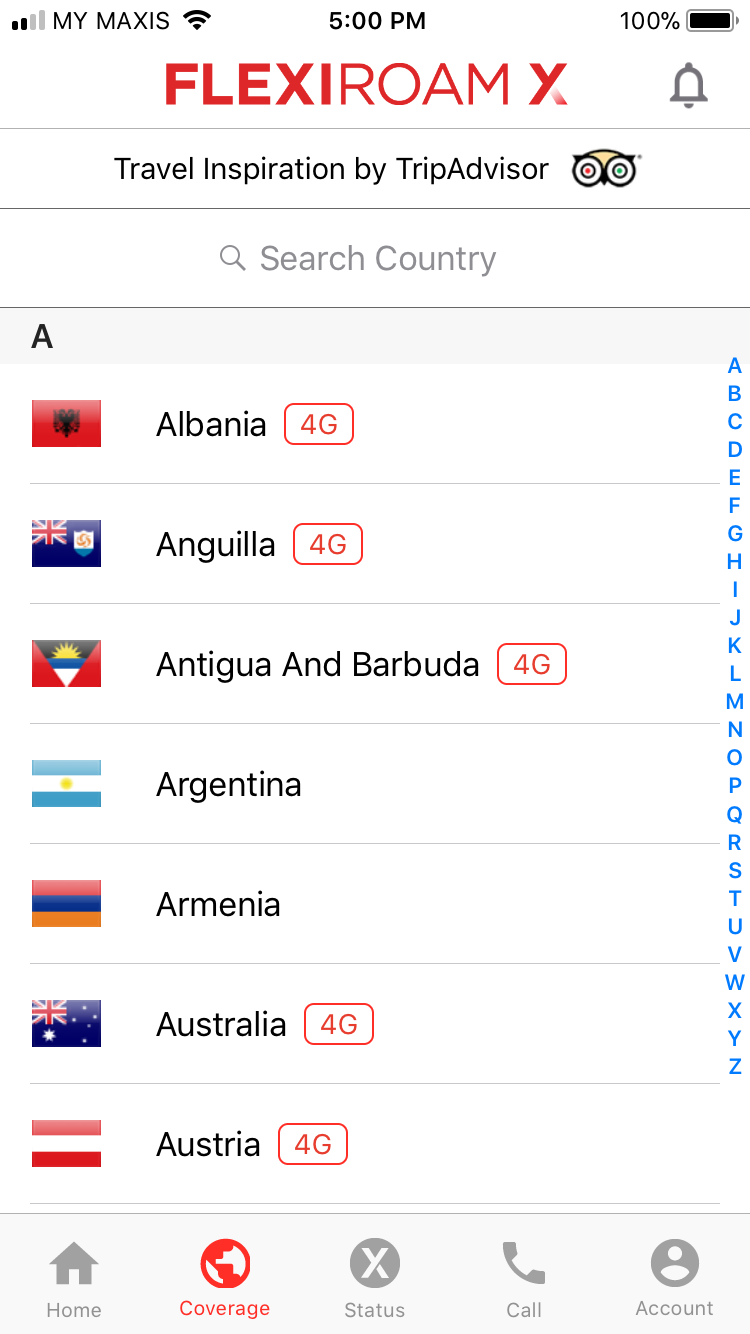 MY MAXIS 5:00 PM 100%
FLEXIROAM X
Travel Inspiration by TripAdvisor
Search Country
A
Albania 4G
Anguilla 4G
Antigua And Barbuda 4G
Argentina
Armenia
Australia 4G
Austria 4G
A
B
C
D
E
F
G
H
I
J
K
L
M
N
O
P
Q
R
S
T
U
V
W
X
Y
Z
X
Home Coverage Status Call Account